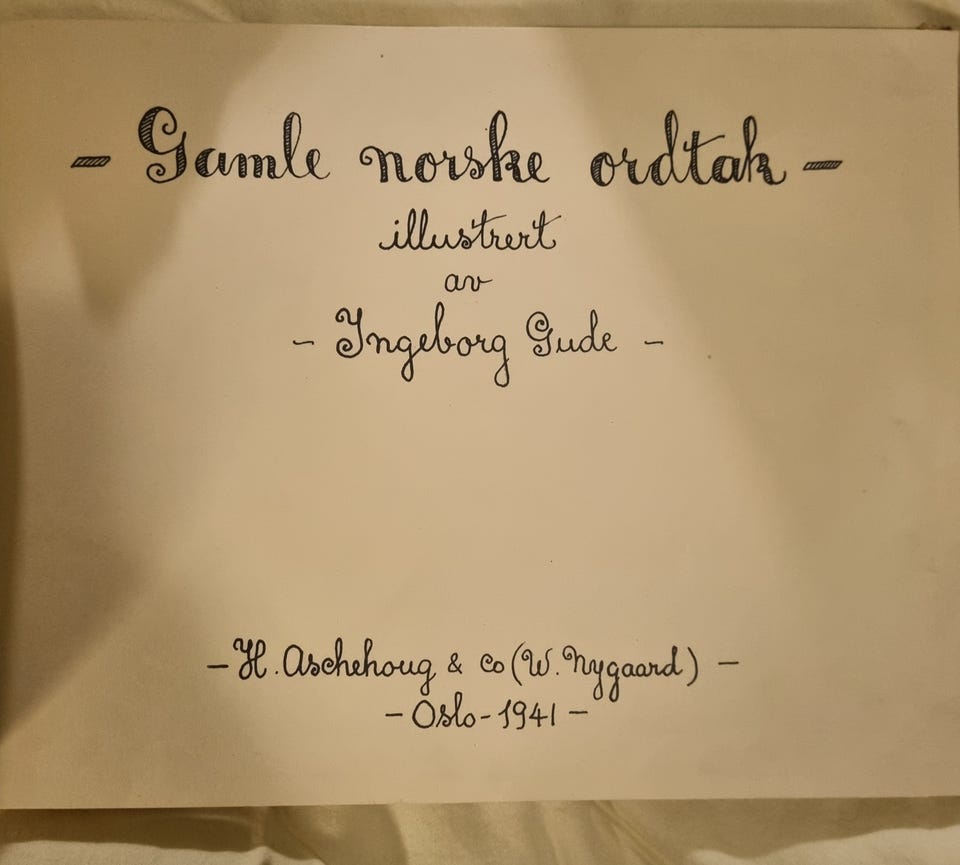 - Gamle norske ordtak -
illustrert
av
- Ingeborg Gude -
- H. Aschehoug & Co (W. Nygaard) -
- Oslo - 1941 -